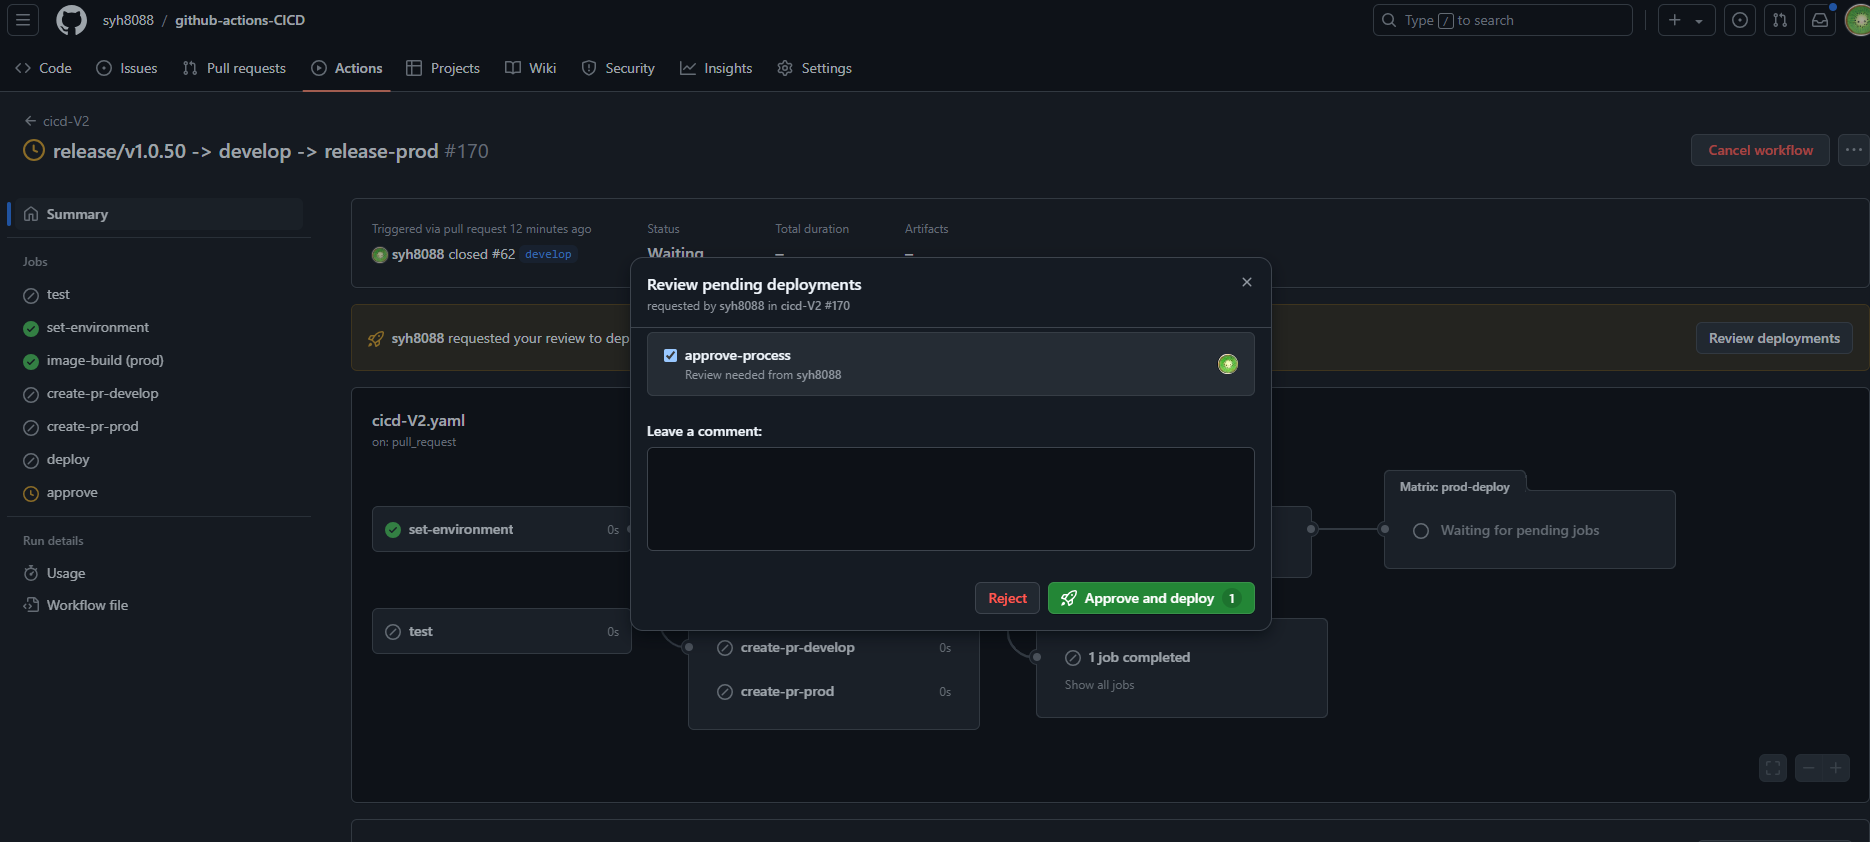 syh8088 / github-actions-CICD
Type / to search
Code
Issues
Pull requests
Actions
Projects
Wiki
Security
Insights
Settings
← cicd-V2
release/v1.0.50 -> develop -> release-prod #170
Cancel workflow
Summary
Jobs
test
set-environment
image-build (prod)
create-pr-develop
create-pr-prod
deploy
approve
Run details
Usage
Workflow file
Triggered via pull request 12 minutes ago
syh8088 closed #62 develop
Status
Waiting
Total duration
–
Artifacts
–
syh8088 requested your review to dep
Review deployments
cicd-V2.yaml
on: pull_request
set-environment 0s
test 0s
Review pending deployments
requested by syh8088 in cicd-V2 #170
approve-process
Review needed from syh8088
Leave a comment:
Reject
Approve and deploy 1
create-pr-develop 0s
create-pr-prod 0s
1 job completed
Show all jobs
Matrix: prod-deploy
Waiting for pending jobs